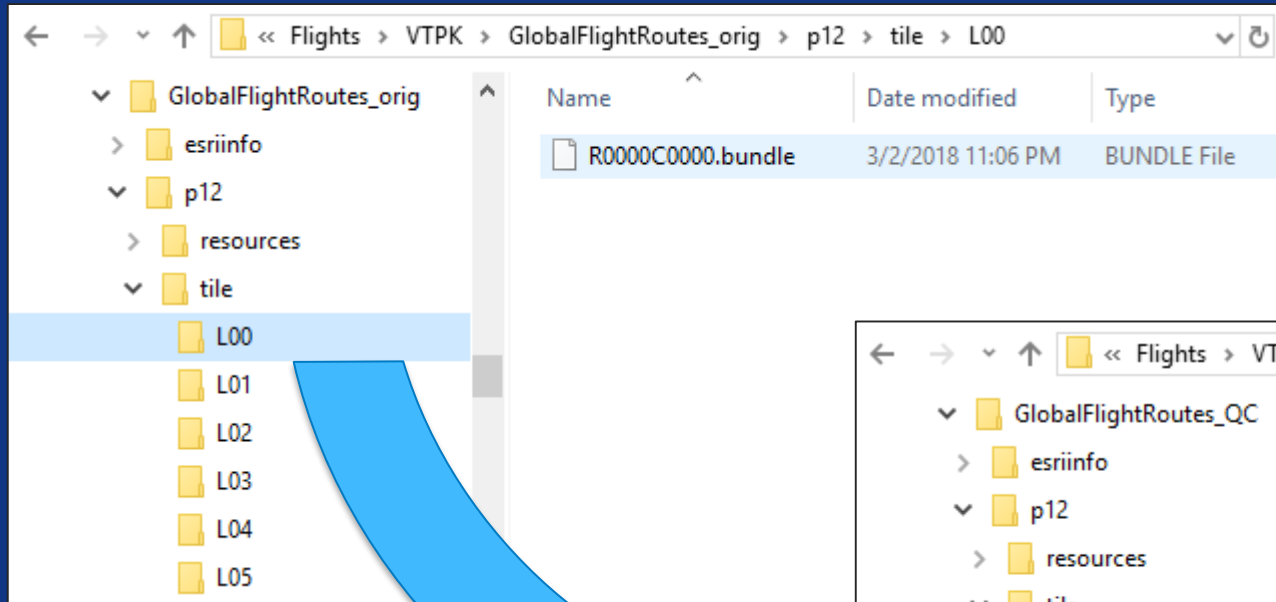 « Flights > VTPK > GlobalFlightRoutes_orig > p12 > tile > L00
GlobalFlightRoutes_orig
esriinfo
p12
resources
tile
L00
L01
L02
L03
L04
L05
Name Date modified Type
R0000C0000.bundle 3/2/2018 11:06 PM BUNDLE File
« Flights > VT
GlobalFlightRoutes_QC
esriinfo
p12
resources